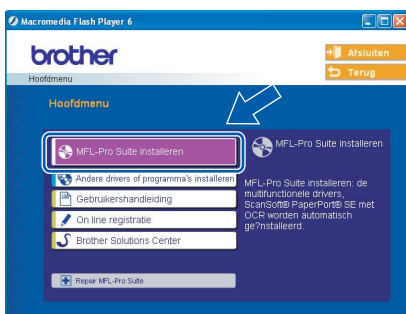 Macromedia Flash Player 6
brother
Afsluiten
Terug
Hoofdmenu
Hoofdmenu
MFL-Pro Suite installeren
Andere drivers of programma's installeren
Gebruikershandleiding
On line registratie
Brother Solutions Center
Repair MFL-Pro Suite
MFL-Pro Suite installeren
MFL-Pro Suite installeren: de
multifunctionele drivers,
ScanSoft® PaperPort® SE met
OCR worden automatisch
ge?nstalleerd.